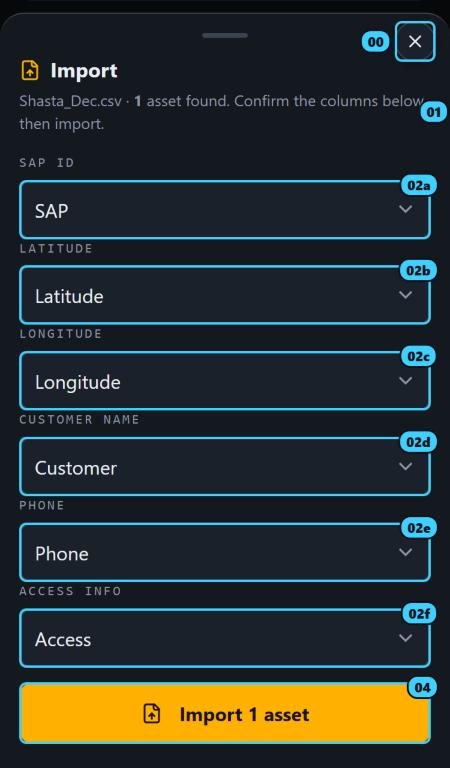 00
Import
Shasta_Dec.csv · 1 asset found. Confirm the columns below,
01
then import.
SAP ID
02a
SAP
LATITUDE
02b
Latitude
LONGITUDE
02c
Longitude
CUSTOMER NAME
02d
Customer
PHONE
02e
Phone
ACCESS INFO
02f
Access
04
Import 1 asset